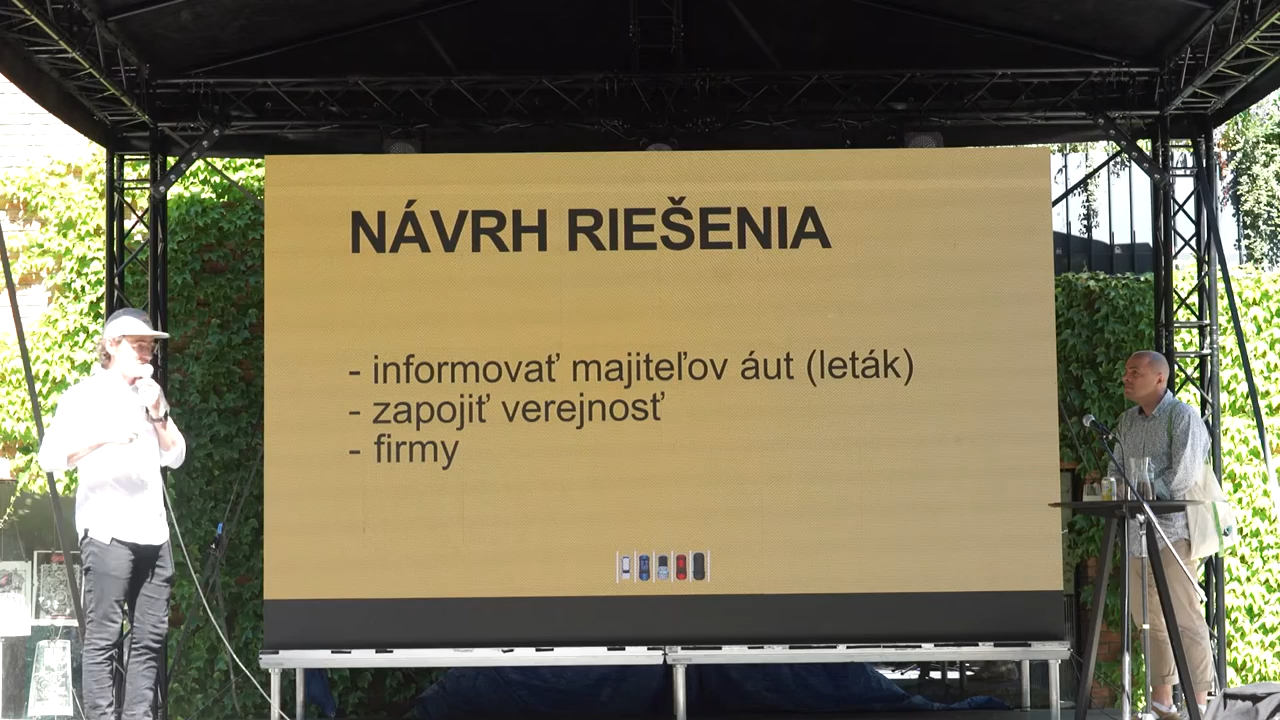 NÁVRH RIEŠENIA
- informovať majiteľov áut (leták)
- zapojiť verejnosť
- firmy